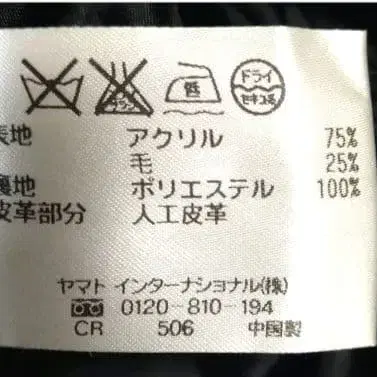 低 ドライ セキユ系
表地 アクリル 75%
毛 25%
裏地 ポリエステル 100%
皮革部分 人工皮革
ヤマト インターナショナル(株)
0120-810-194
CR 506 中国製